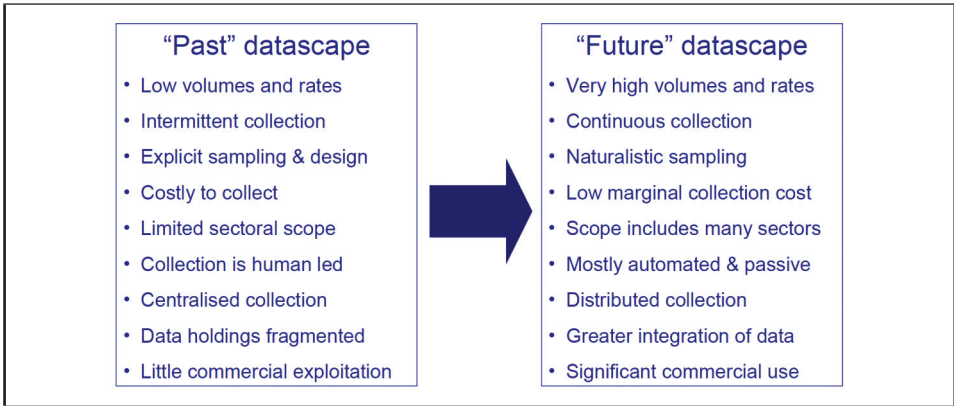 “Past” datascape
• Low volumes and rates
• Intermittent collection
• Explicit sampling & design
• Costly to collect
• Limited sectoral scope
• Collection is human led
• Centralised collection
• Data holdings fragmented
• Little commercial exploitation
“Future” datascape
• Very high volumes and rates
• Continuous collection
• Naturalistic sampling
• Low marginal collection cost
• Scope includes many sectors
• Mostly automated & passive
• Distributed collection
• Greater integration of data
• Significant commercial use